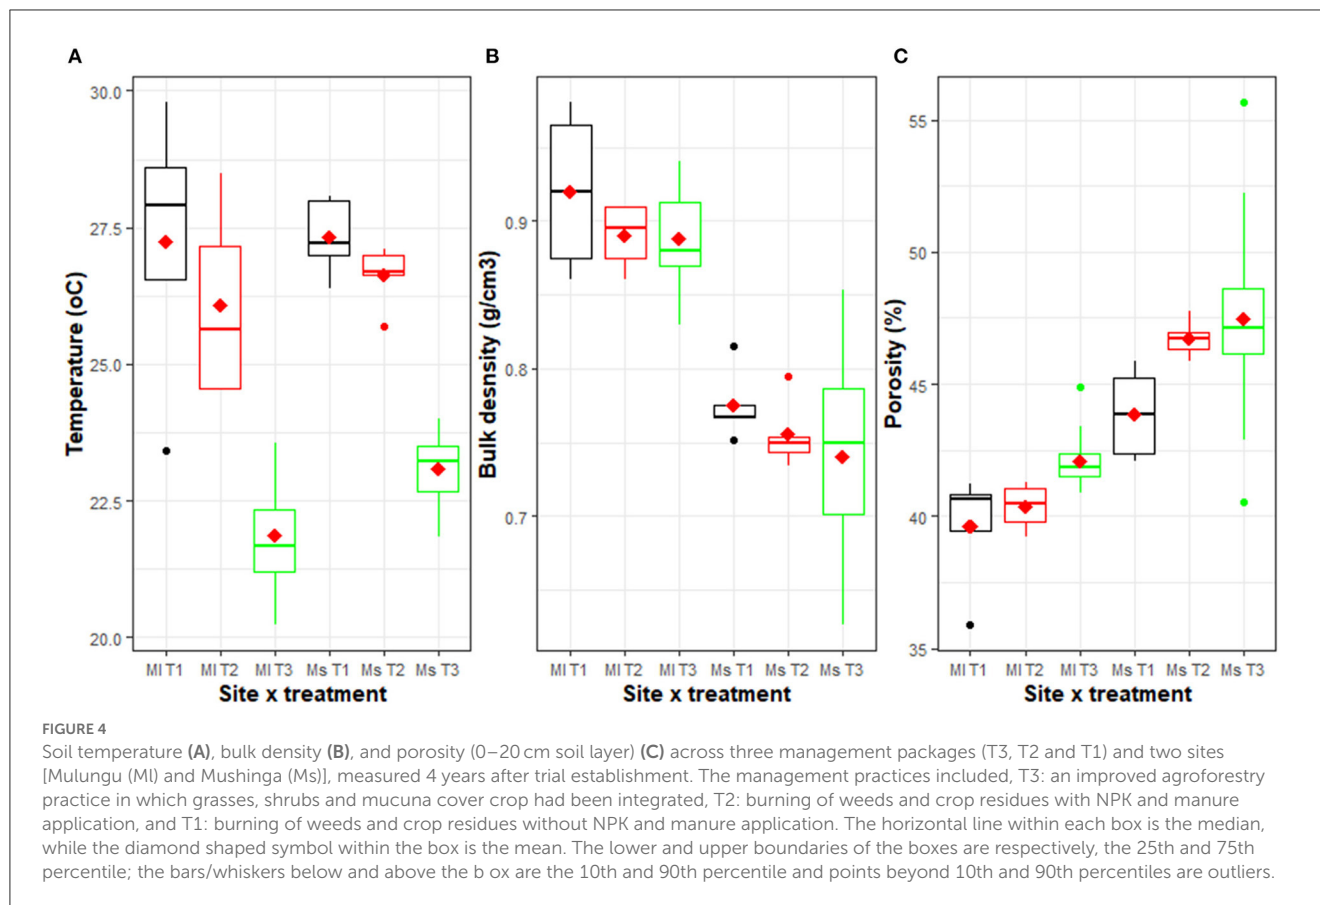 A
B
C
30.0
27.5
25.0
22.5
20.0
Temperature (oC)
Ml T1 Ml T2 Ml T3 Ms T1 Ms T2 Ms T3
Site x treatment
0.9
0.8
0.7
Bulk desnsty (g/cm3)
Ml T1 Ml T2 Ml T3 Ms T1 Ms T2 Ms T3
Site x treatment
55
50
45
40
35
Porosity (%)
Ml T1 Ml T2 Ml T3 Ms T1 Ms T2 Ms T3
Site x treatment
FIGURE 4
Soil temperature (A), bulk density (B), and porosity (0–20 cm soil layer) (C) across three management packages (T3, T2 and T1) and two sites
[Mulungu (Ml) and Mushinga (Ms)], measured 4 years after trial establishment. The management practices included, T3: an improved agroforestry
practice in which grasses, shrubs and mucuna cover crop had been integrated, T2: burning of weeds and crop residues with NPK and manure
application, and T1: burning of weeds and crop residues without NPK and manure application. The horizontal line within each box is the median,
while the diamond shaped symbol within the box is the mean. The lower and upper boundaries of the boxes are respectively, the 25th and 75th
percentile; the bars/whiskers below and above the b ox are the 10th and 90th percentile and points beyond 10th and 90th percentiles are outliers.